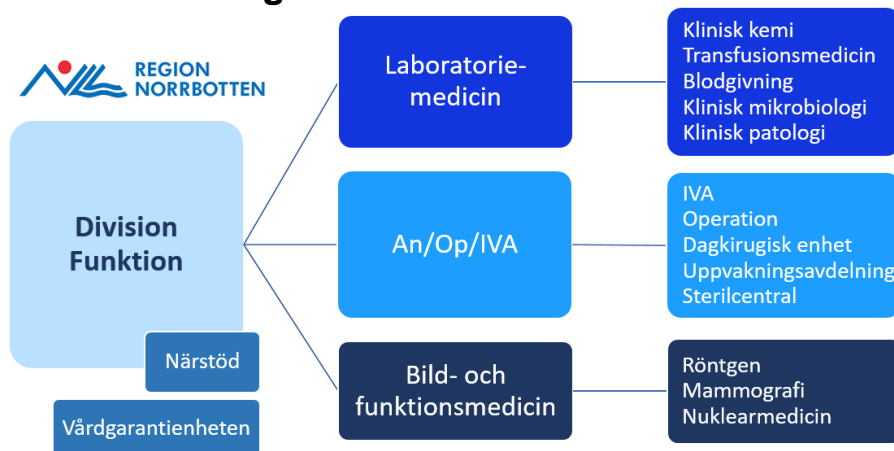 REGION
NORRBOTTEN
Division
Funktion
Närstöd
Vårdgarantienheten
Laboratorie-
medicin
Klinisk kemi
Transfusionsmedicin
Blodgivning
Klinisk mikrobiologi
Klinisk patologi
An/Op/IVA
IVA
Operation
Dagkirugisk enhet
Uppvakningsavdelning
Sterilcentral
Bild- och
funktionsmedicin
Röntgen
Mammografi
Nuklearmedicin